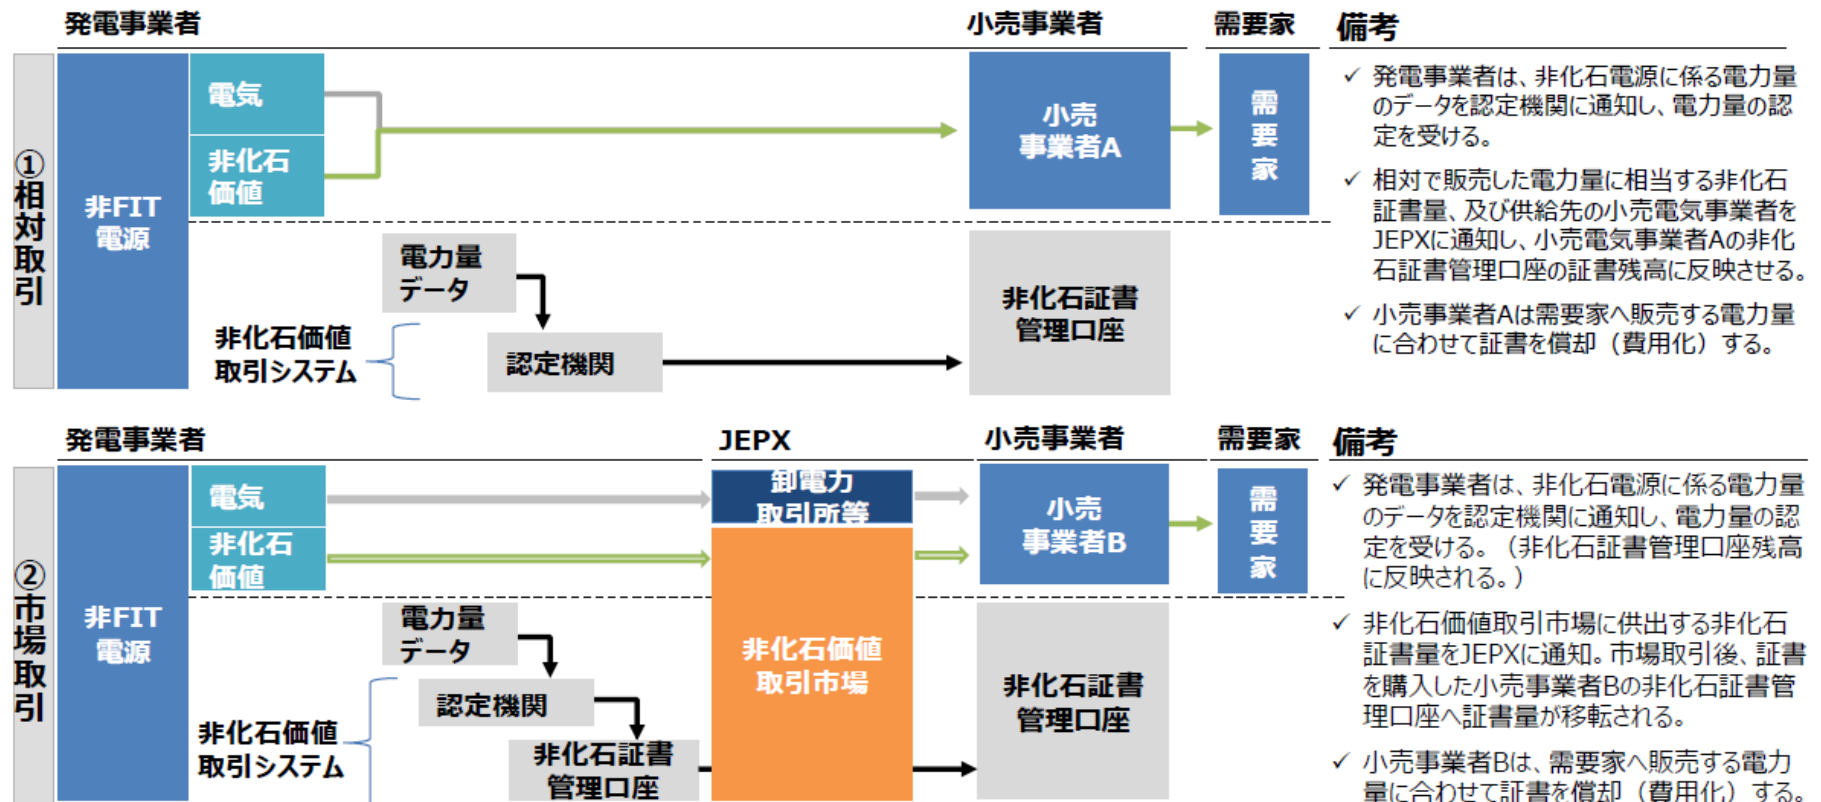 発電事業者
小売事業者
需要家
備考
①相対取引
非FIT
電源
電気
非化石
価値
小売
事業者A
需要家
電力量
データ
非化石価値
取引システム
認定機関
非化石証書
管理口座
✓ 発電事業者は、非化石電源に係る電力量
のデータを認定機関に通知し、電力量の認
定を受ける。
✓ 相対で販売した電力量に相当する非化石
証書量、及び供給先の小売電気事業者を
JEPXに通知し、小売電気事業者Aの非化
石証書管理口座の証書残高に反映させる。
✓ 小売事業者Aは需要家へ販売する電力量
に合わせて証書を償却（費用化）する。
発電事業者
JEPX
小売事業者
需要家
備考
②市場取引
非FIT
電源
電気
非化石
価値
卸電力
取引所等
小売
事業者B
需要家
電力量
データ
認定機関
非化石価値
取引システム
非化石証書
管理口座
非化石価値
取引市場
非化石証書
管理口座
✓ 発電事業者は、非化石電源に係る電力量
のデータを認定機関に通知し、電力量の認
定を受ける。（非化石証書管理口座残高
に反映される。）
✓ 非化石価値取引市場に供出する非化石
証書量をJEPXに通知。市場取引後、証書
を購入した小売事業者Bの非化石証書管
理口座へ証書量が移転される。
✓ 小売事業者Bは、需要家へ販売する電力
量に合わせて証書を償却（費用化）する。